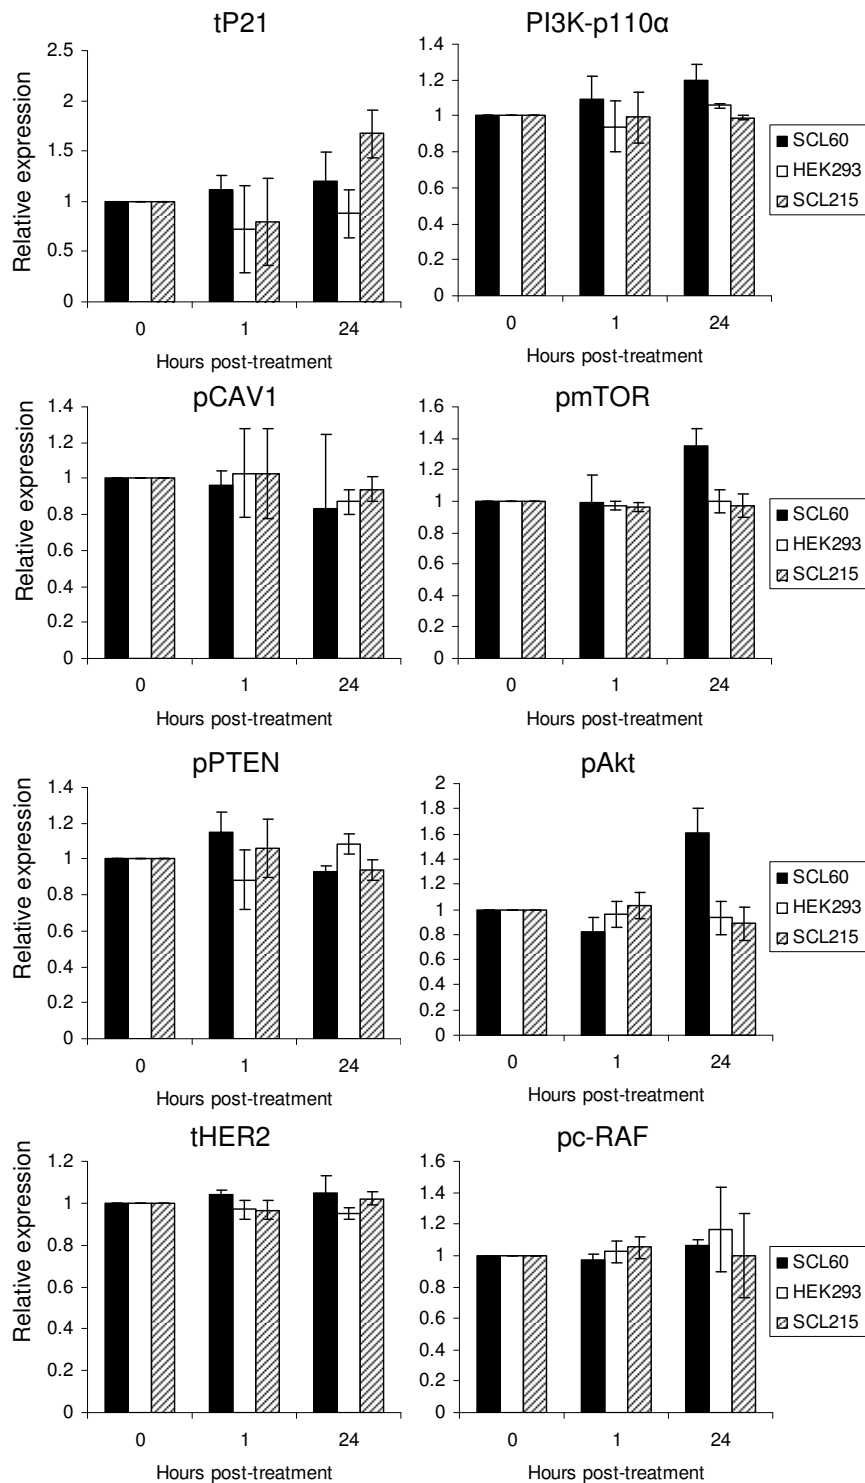 tP21
PI3K-p110α
Relative expression
2.5
2
1.5
1
0.5
0
0 1 24
Hours post-treatment
1.4
1.2
1
0.8
0.6
0.4
0.2
0
0 1 24
Hours post-treatment
SCL60
HEK293
SCL215
pCAV1
pmTOR
Relative expression
1.4
1.2
1
0.8
0.6
0.4
0.2
0
0 1 24
Hours post-treatment
1.6
1.4
1.2
1
0.8
0.6
0.4
0.2
0
0 1 24
Hours post-treatment
SCL60
HEK293
SCL215
pPTEN
pAkt
Relative expression
1.4
1.2
1
0.8
0.6
0.4
0.2
0
0 1 24
Hours post-treatment
2
1.8
1.6
1.4
1.2
1
0.8
0.6
0.4
0.2
0
0 1 24
Hours post-treatment
SCL60
HEK293
SCL215
tHER2
pc-RAF
Relative expression
1.2
1
0.8
0.6
0.4
0.2
0
0 1 24
Hours post-treatment
1.6
1.4
1.2
1
0.8
0.6
0.4
0.2
0
0 1 24
Hours post-treatment
SCL60
HEK293
SCL215